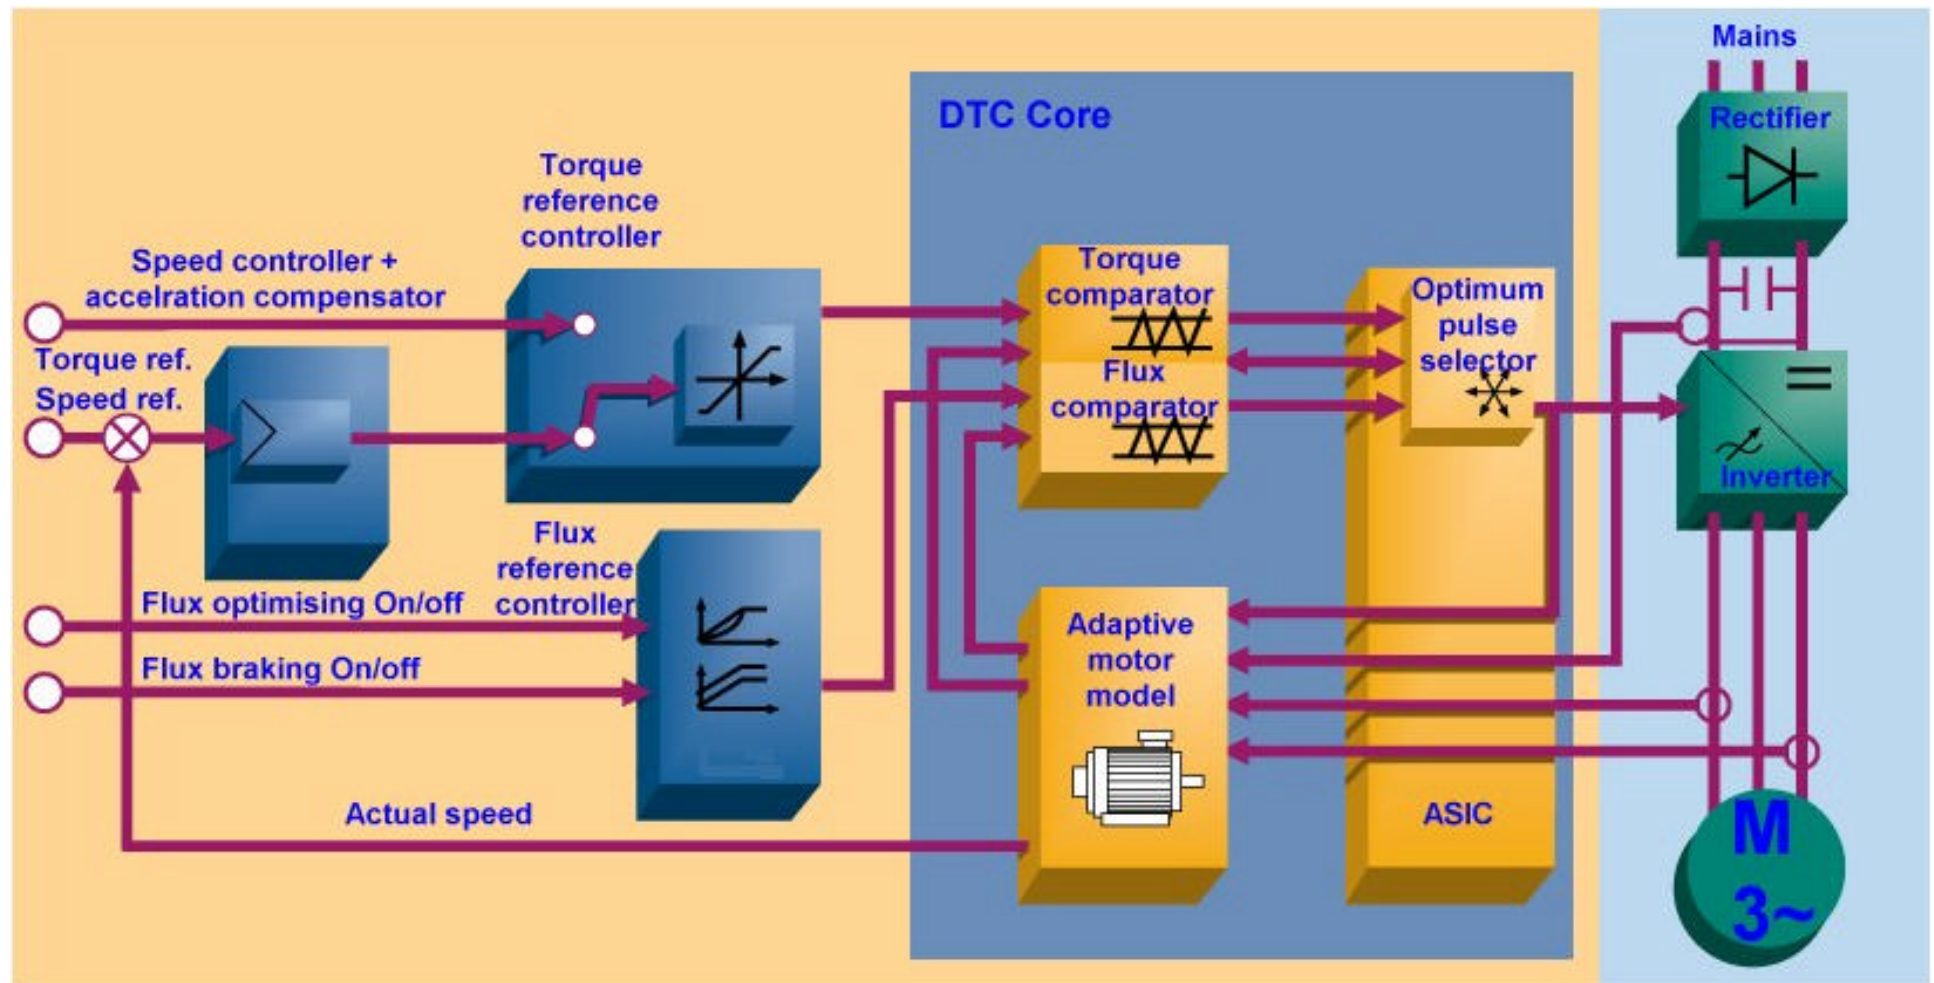 Mains
Rectifier
DTC Core
Torque
reference
controller
Speed controller +
accelration compensator
Torque ref.
Speed ref.
Torque
comparator
Flux
comparator
Optimum
pulse
selector
Inverter
Flux
reference
controller
Flux optimising On/off
Flux braking On/off
Adaptive
motor
model
Actual speed
ASIC
M
3~